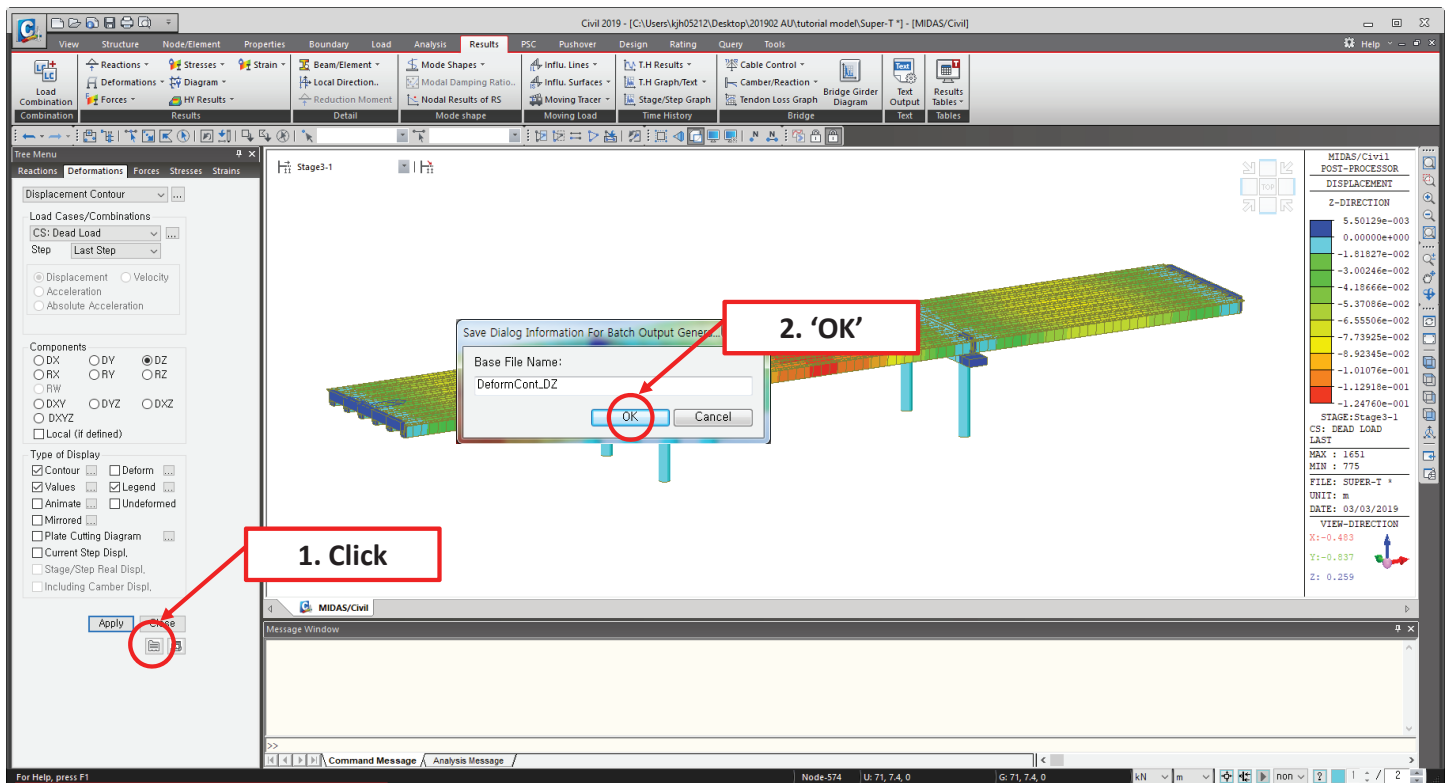 Civil 2019 - [C:\Users\kjh05212\Desktop\201902 AU\tutorial model\Super-T *] - [MIDAS/Civil]
View Structure Node/Element Properties Boundary Load Analysis Results PSC Pushover Design Rating Query Tools Help
Load Combination
Reactions
Deformations
Forces
Stresses
Diagram
HY Results
Strain
Beam/Element
Local Direction..
Reduction Moment
Mode Shapes
Modal Damping Ratio..
Nodal Results of RS
Influ. Lines
Influ. Surfaces
Moving Tracer
T.H Results
T.H Graph/Text
Stage/Step Graph
Cable Control
Camber/Reaction
Tendon Loss Graph
Bridge Girder Diagram
Text
Text Output
Results Tables
Combination Results Detail Mode shape Moving Load Time History Bridge Text Tables
Tree Menu
Reactions Deformations Forces Stresses Strains
Displacement Contour ...
Load Cases/Combinations
CS: Dead Load ...
Step Last Step
Displacement Velocity
Acceleration
Absolute Acceleration
Components
DX DY DZ
RX RY RZ
RW
DXY DYZ DXZ
DXYZ
Local (if defined)
Type of Display
Contour ... Deform ...
Values ... Legend ...
Animate ... Undeformed
Mirrored ...
Plate Cutting Diagram ...
Current Step Displ.
Stage/Step Real Displ.
Including Camber Displ.
Apply Close
Stage3-1
TOP
Save Dialog Information For Batch Output Genera...
Base File Name:
DeformCont_DZ
OK Cancel
1. Click
2. ‘OK’
MIDAS/Civil
POST-PROCESSOR
DISPLACEMENT
Z-DIRECTION
5.50129e-003
0.00000e+000
-1.81827e-002
-3.00246e-002
-4.18666e-002
-5.37086e-002
-6.55506e-002
-7.73925e-002
-8.92345e-002
-1.01076e-001
-1.12918e-001
-1.24760e-001
STAGE:Stage3-1
CS: DEAD LOAD
LAST
MAX : 1651
MIN : 775
FILE: SUPER-T *
UNIT: m
DATE: 03/03/2019
VIEW-DIRECTION
X:-0.483
Y:-0.837
Z: 0.259
MIDAS/Civil
Message Window
>>
Command Message Analysis Message
For Help, press F1
Node-574 U: 71, 7.4, 0 G: 71, 7.4, 0 kN m non ? 1 / 2